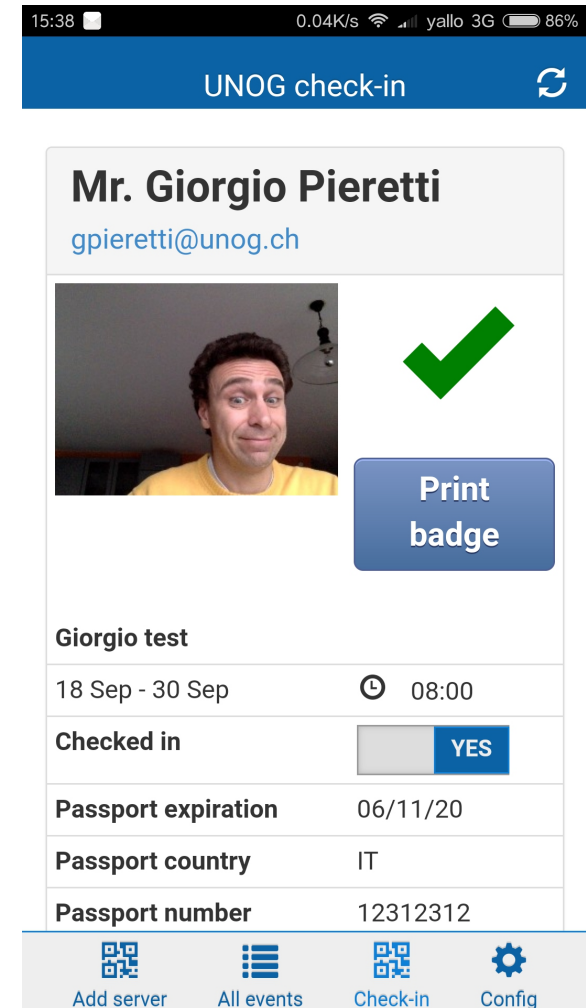 15:38 0.04K/s yallo 3G 86%
UNOG check-in
Mr. Giorgio Pieretti
gpieretti@unog.ch
Print
badge
Giorgio test
18 Sep - 30 Sep 08:00
Checked in YES
Passport expiration 06/11/20
Passport country IT
Passport number 12312312
Add server All events Check-in Config